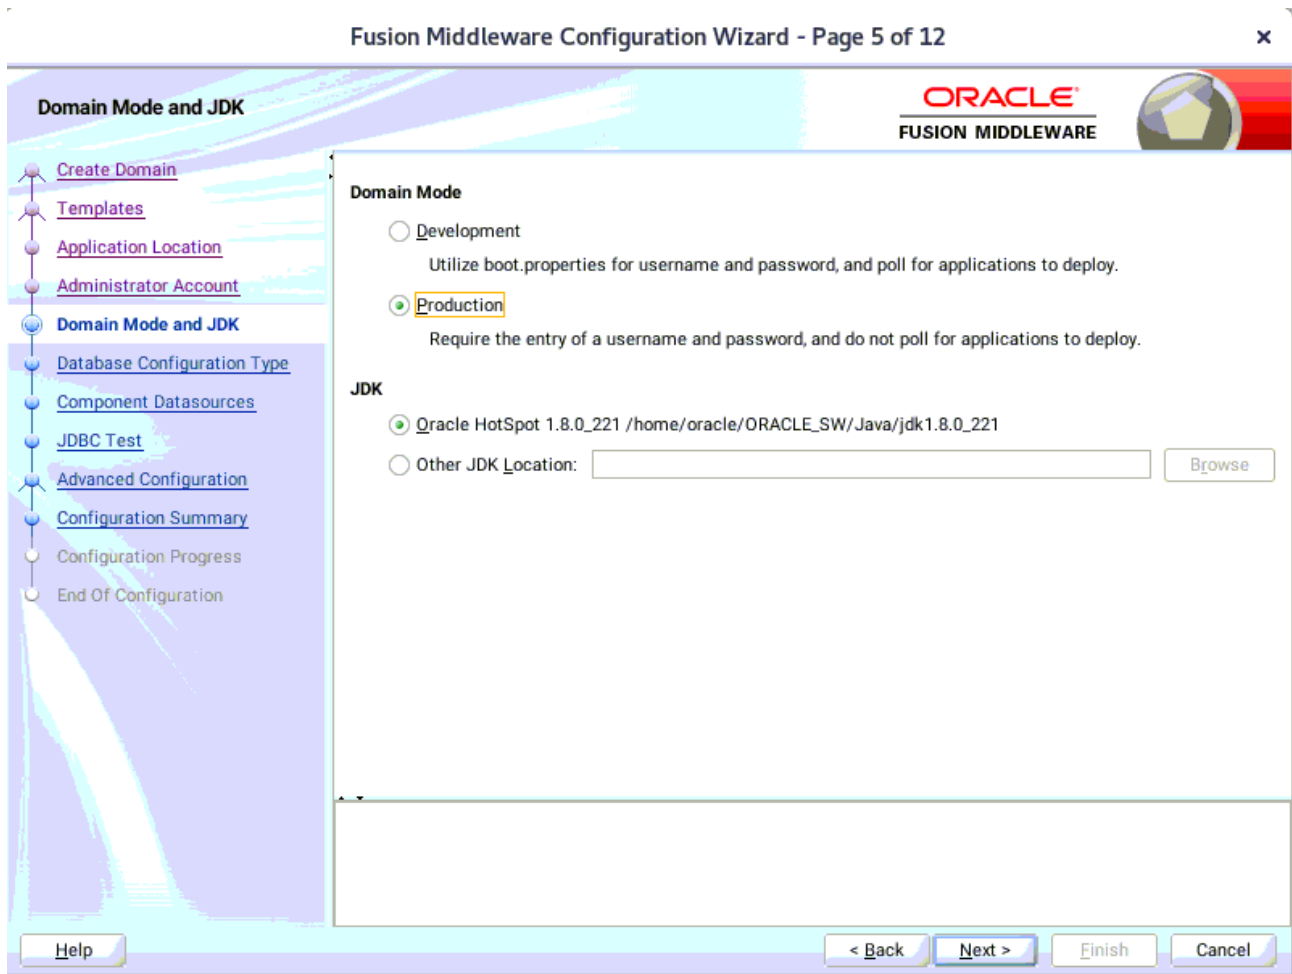 Fusion Middleware Configuration Wizard - Page 5 of 12
Domain Mode and JDK
ORACLE
FUSION MIDDLEWARE
Create Domain
Templates
Application Location
Administrator Account
Domain Mode and JDK
Database Configuration Type
Component Datasources
JDBC Test
Advanced Configuration
Configuration Summary
Configuration Progress
End Of Configuration
Domain Mode
Development
Utilize boot.properties for username and password, and poll for applications to deploy.
Production
Require the entry of a username and password, and do not poll for applications to deploy.
JDK
Oracle HotSpot 1.8.0_221 /home/oracle/ORACLE_SW/Java/jdk1.8.0_221
Other JDK Location:
Browse
Help
< Back
Next >
Finish
Cancel